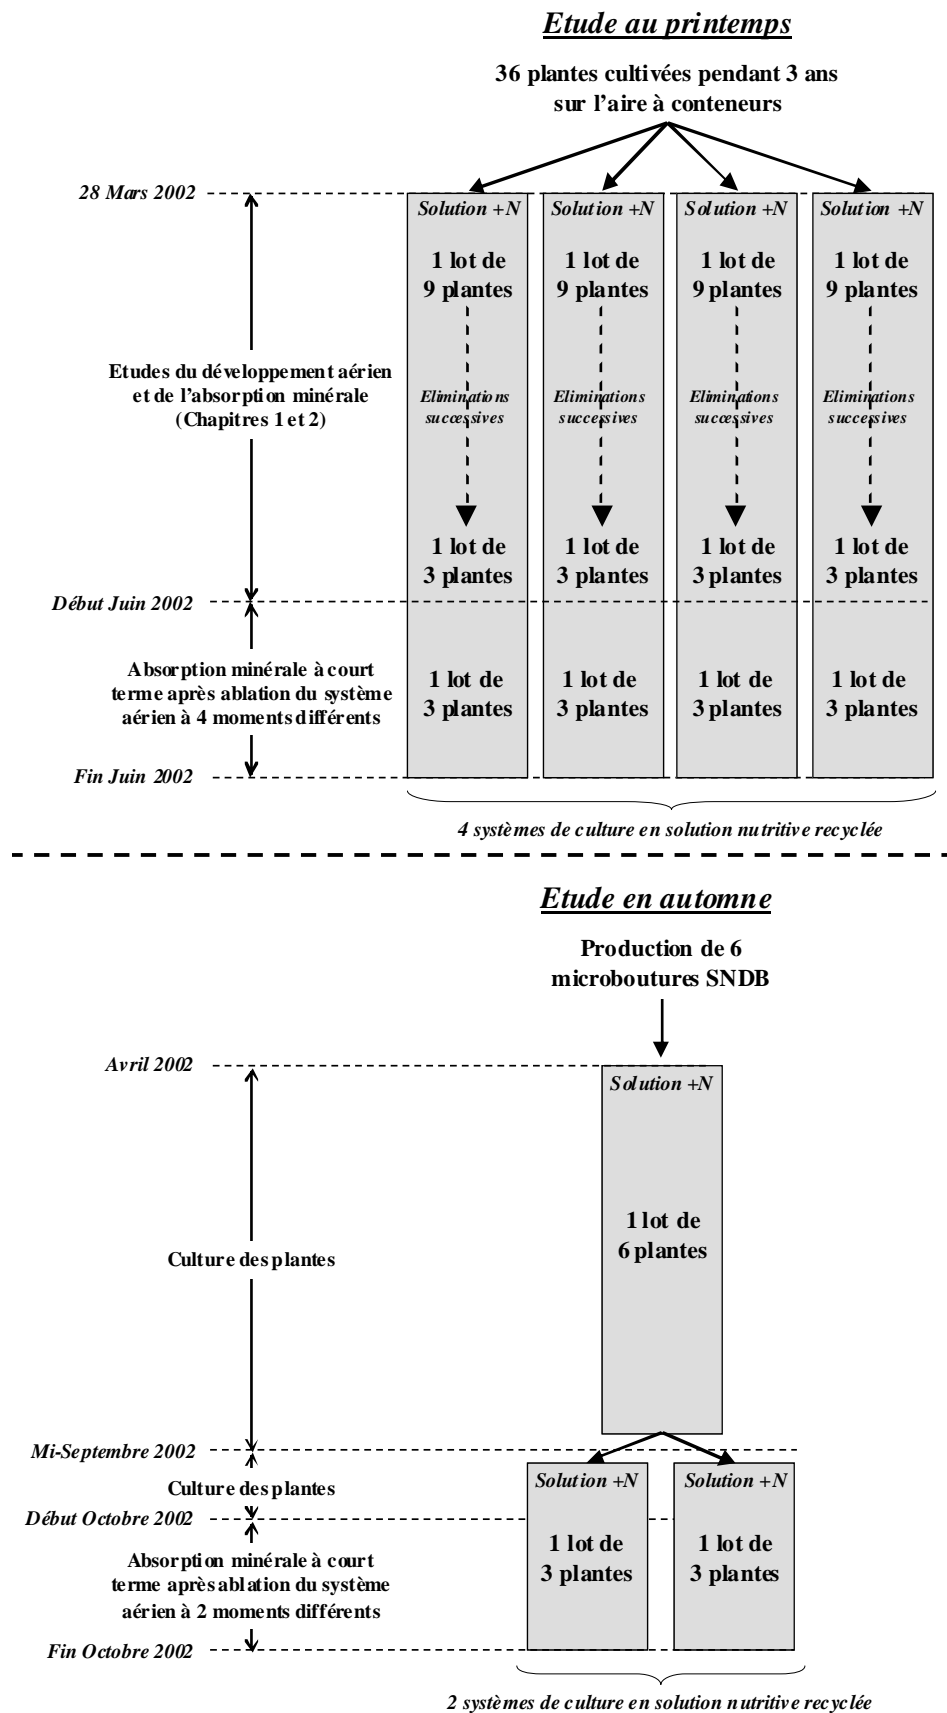 Etude au printemps
36 plantes cultivées pendant 3 ans
sur l'aire à conteneurs
28 Mars 2002
Solution +N
Solution +N
Solution +N
Solution +N
1 lot de
9 plantes
1 lot de
9 plantes
1 lot de
9 plantes
1 lot de
9 plantes
Etudes du développement aérien
et de l'absorption minérale
(Chapitres 1 et 2)
Eliminations
successives
Eliminations
successives
Eliminations
successives
Eliminations
successives
1 lot de
3 plantes
1 lot de
3 plantes
1 lot de
3 plantes
1 lot de
3 plantes
Début Juin 2002
Absorption minérale à court
terme après ablation du système
aérien à 4 moments différents
1 lot de
3 plantes
1 lot de
3 plantes
1 lot de
3 plantes
1 lot de
3 plantes
Fin Juin 2002
4 systèmes de culture en solution nutritive recyclée
Etude en automne
Production de 6
microboutures SNDB
Avril 2002
Solution +N
1 lot de
6 plantes
Culture des plantes
Mi-Septembre 2002
Culture des plantes
Solution +N
Solution +N
Début Octobre 2002
1 lot de
3 plantes
1 lot de
3 plantes
Absorption minérale à court
terme après ablation du système
aérien à 2 moments différents
Fin Octobre 2002
2 systèmes de culture en solution nutritive recyclée